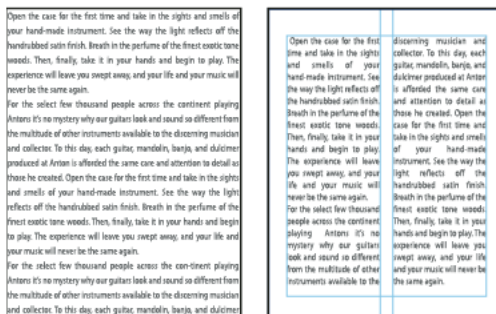 Open the case for the first time and take in the sights and smells of
your hand-made instrument. See the way the light reflects off the
handrubbed satin finish. Breath in the perfume of the finest exotic tone
woods. Then, finally, take it in your hands and begin to play. The
experience will leave you swept away, and your life and your music will
never be the same again.
For the select few thousand people across the continent playing
Antons it's no mystery why our guitars look and sound so different from
the multitude of other instruments available to the discerning musician
and collector. To this day, each guitar, mandolin, banjo, and dulcimer
produced at Anton is afforded the same care and attention to detail as
those he created. Open the case for the first time and take in the sights
and smells of your hand-made instrument. See the way the light
reflects off the handrubbed satin finish. Breath in the perfume of the
finest exotic tone woods. Then, finally, take it in your hands and begin
to play. The experience will leave you swept away, and your life and
your music will never be the same again.
For the select few thousand people across the con-tinent playing
Antons it's no mystery why our guitars look and sound so different from
the multitude of other instruments available to the discerning musician
and collector. To this day, each guitar, mandolin, banjo, and dulcimer
Open the case for the first
time and take in the sights
and smells of your
hand-made instrument. See
the way the light reflects off
the handrubbed satin finish.
Breath in the perfume of the
finest exotic tone woods.
Then, finally, take it in your
hands and begin to play.
The experience will leave
you swept away, and your
life and your music will
never be the same again.
For the select few thousand
people across the continent
playing Antons it's no
mystery why our guitars
look and sound so different
from the multitude of other
instruments available to the
discerning musician and
collector. To this day, each
guitar, mandolin, banjo, and
dulcimer produced at Anton
is afforded the same care
and attention to detail as
those he created. Open the
case for the first time and
take in the sights and smells
of your hand-made
instrument. See the way the
light reflects off the
handrubbed satin finish.
Breath in the perfume of the
finest exotic tone woods.
Then, finally, take it in your
hands and begin to play. The
experience will leave you
swept away, and your life
and your music will never be
the same again.